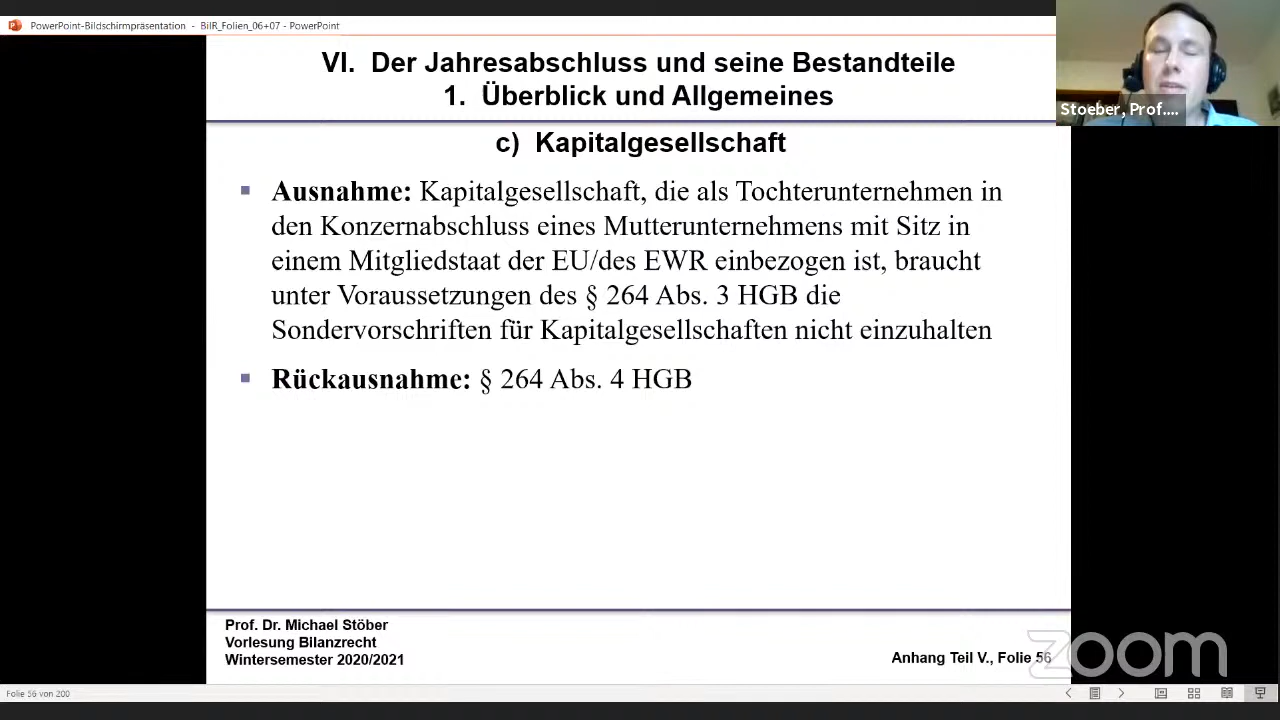 PowerPoint-Bildschirmpräsentation - BilR_Folien_06+07 - PowerPoint
VI. Der Jahresabschluss und seine Bestandteile
1. Überblick und Allgemeines
Stoeber, Prof....
c) Kapitalgesellschaft
Ausnahme: Kapitalgesellschaft, die als Tochterunternehmen in
den Konzernabschluss eines Mutterunternehmens mit Sitz in
einem Mitgliedstaat der EU/des EWR einbezogen ist, braucht
unter Voraussetzungen des § 264 Abs. 3 HGB die
Sondervorschriften für Kapitalgesellschaften nicht einzuhalten
Rückausnahme: § 264 Abs. 4 HGB
Prof. Dr. Michael Stöber
Vorlesung Bilanzrecht
Wintersemester 2020/2021
Anhang Teil V., Folie 56
zoom
Folie 56 von 200